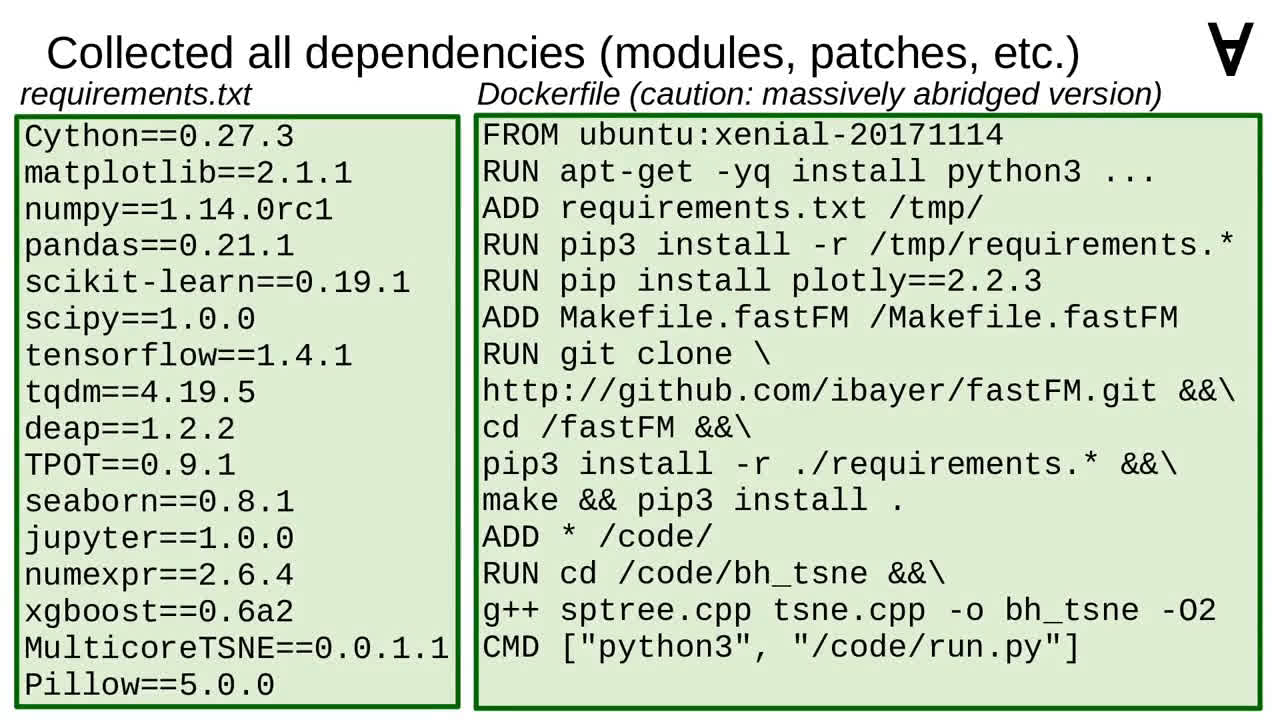 Collected all dependencies (modules, patches, etc.)
∀
requirements.txt
Cython==0.27.3
matplotlib==2.1.1
numpy==1.14.0rc1
pandas==0.21.1
scikit-learn==0.19.1
scipy==1.0.0
tensorflow==1.4.1
tqdm==4.19.5
deap==1.2.2
TPOT==0.9.1
seaborn==0.8.1
jupyter==1.0.0
numexpr==2.6.4
xgboost==0.6a2
MulticoreTSNE==0.0.1.1
Pillow==5.0.0
Dockerfile (caution: massively abridged version)
FROM ubuntu:xenial-20171114
RUN apt-get -yq install python3 ...
ADD requirements.txt /tmp/
RUN pip3 install -r /tmp/requirements.*
RUN pip install plotly==2.2.3
ADD Makefile.fastFM /Makefile.fastFM
RUN git clone \
http://github.com/ibayer/fastFM.git &&\
cd /fastFM &&\
pip3 install -r ./requirements.* &&\
make && pip3 install .
ADD * /code/
RUN cd /code/bh_tsne &&\
g++ sptree.cpp tsne.cpp -o bh_tsne -O2
CMD ["python3", "/code/run.py"]